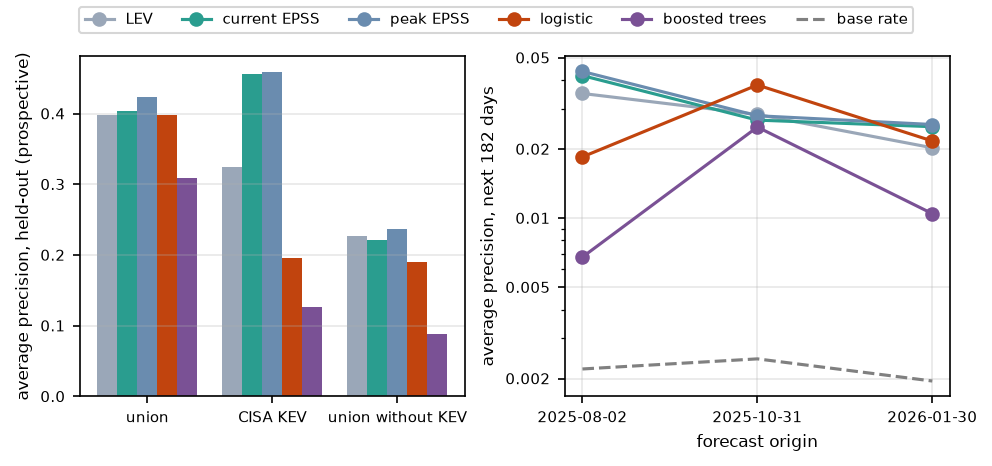 LEV
current EPSS
peak EPSS
logistic
boosted trees
base rate
average precision, held-out (prospective)
0.4
0.3
0.2
0.1
0.0
union
CISA KEV
union without KEV
average precision, next 182 days
0.05
0.02
0.01
0.005
0.002
2025-08-02
2025-10-31
2026-01-30
forecast origin